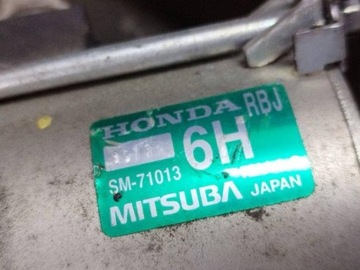 HONDA RBJ
6H
SM-71013
MITSUBA JAPAN